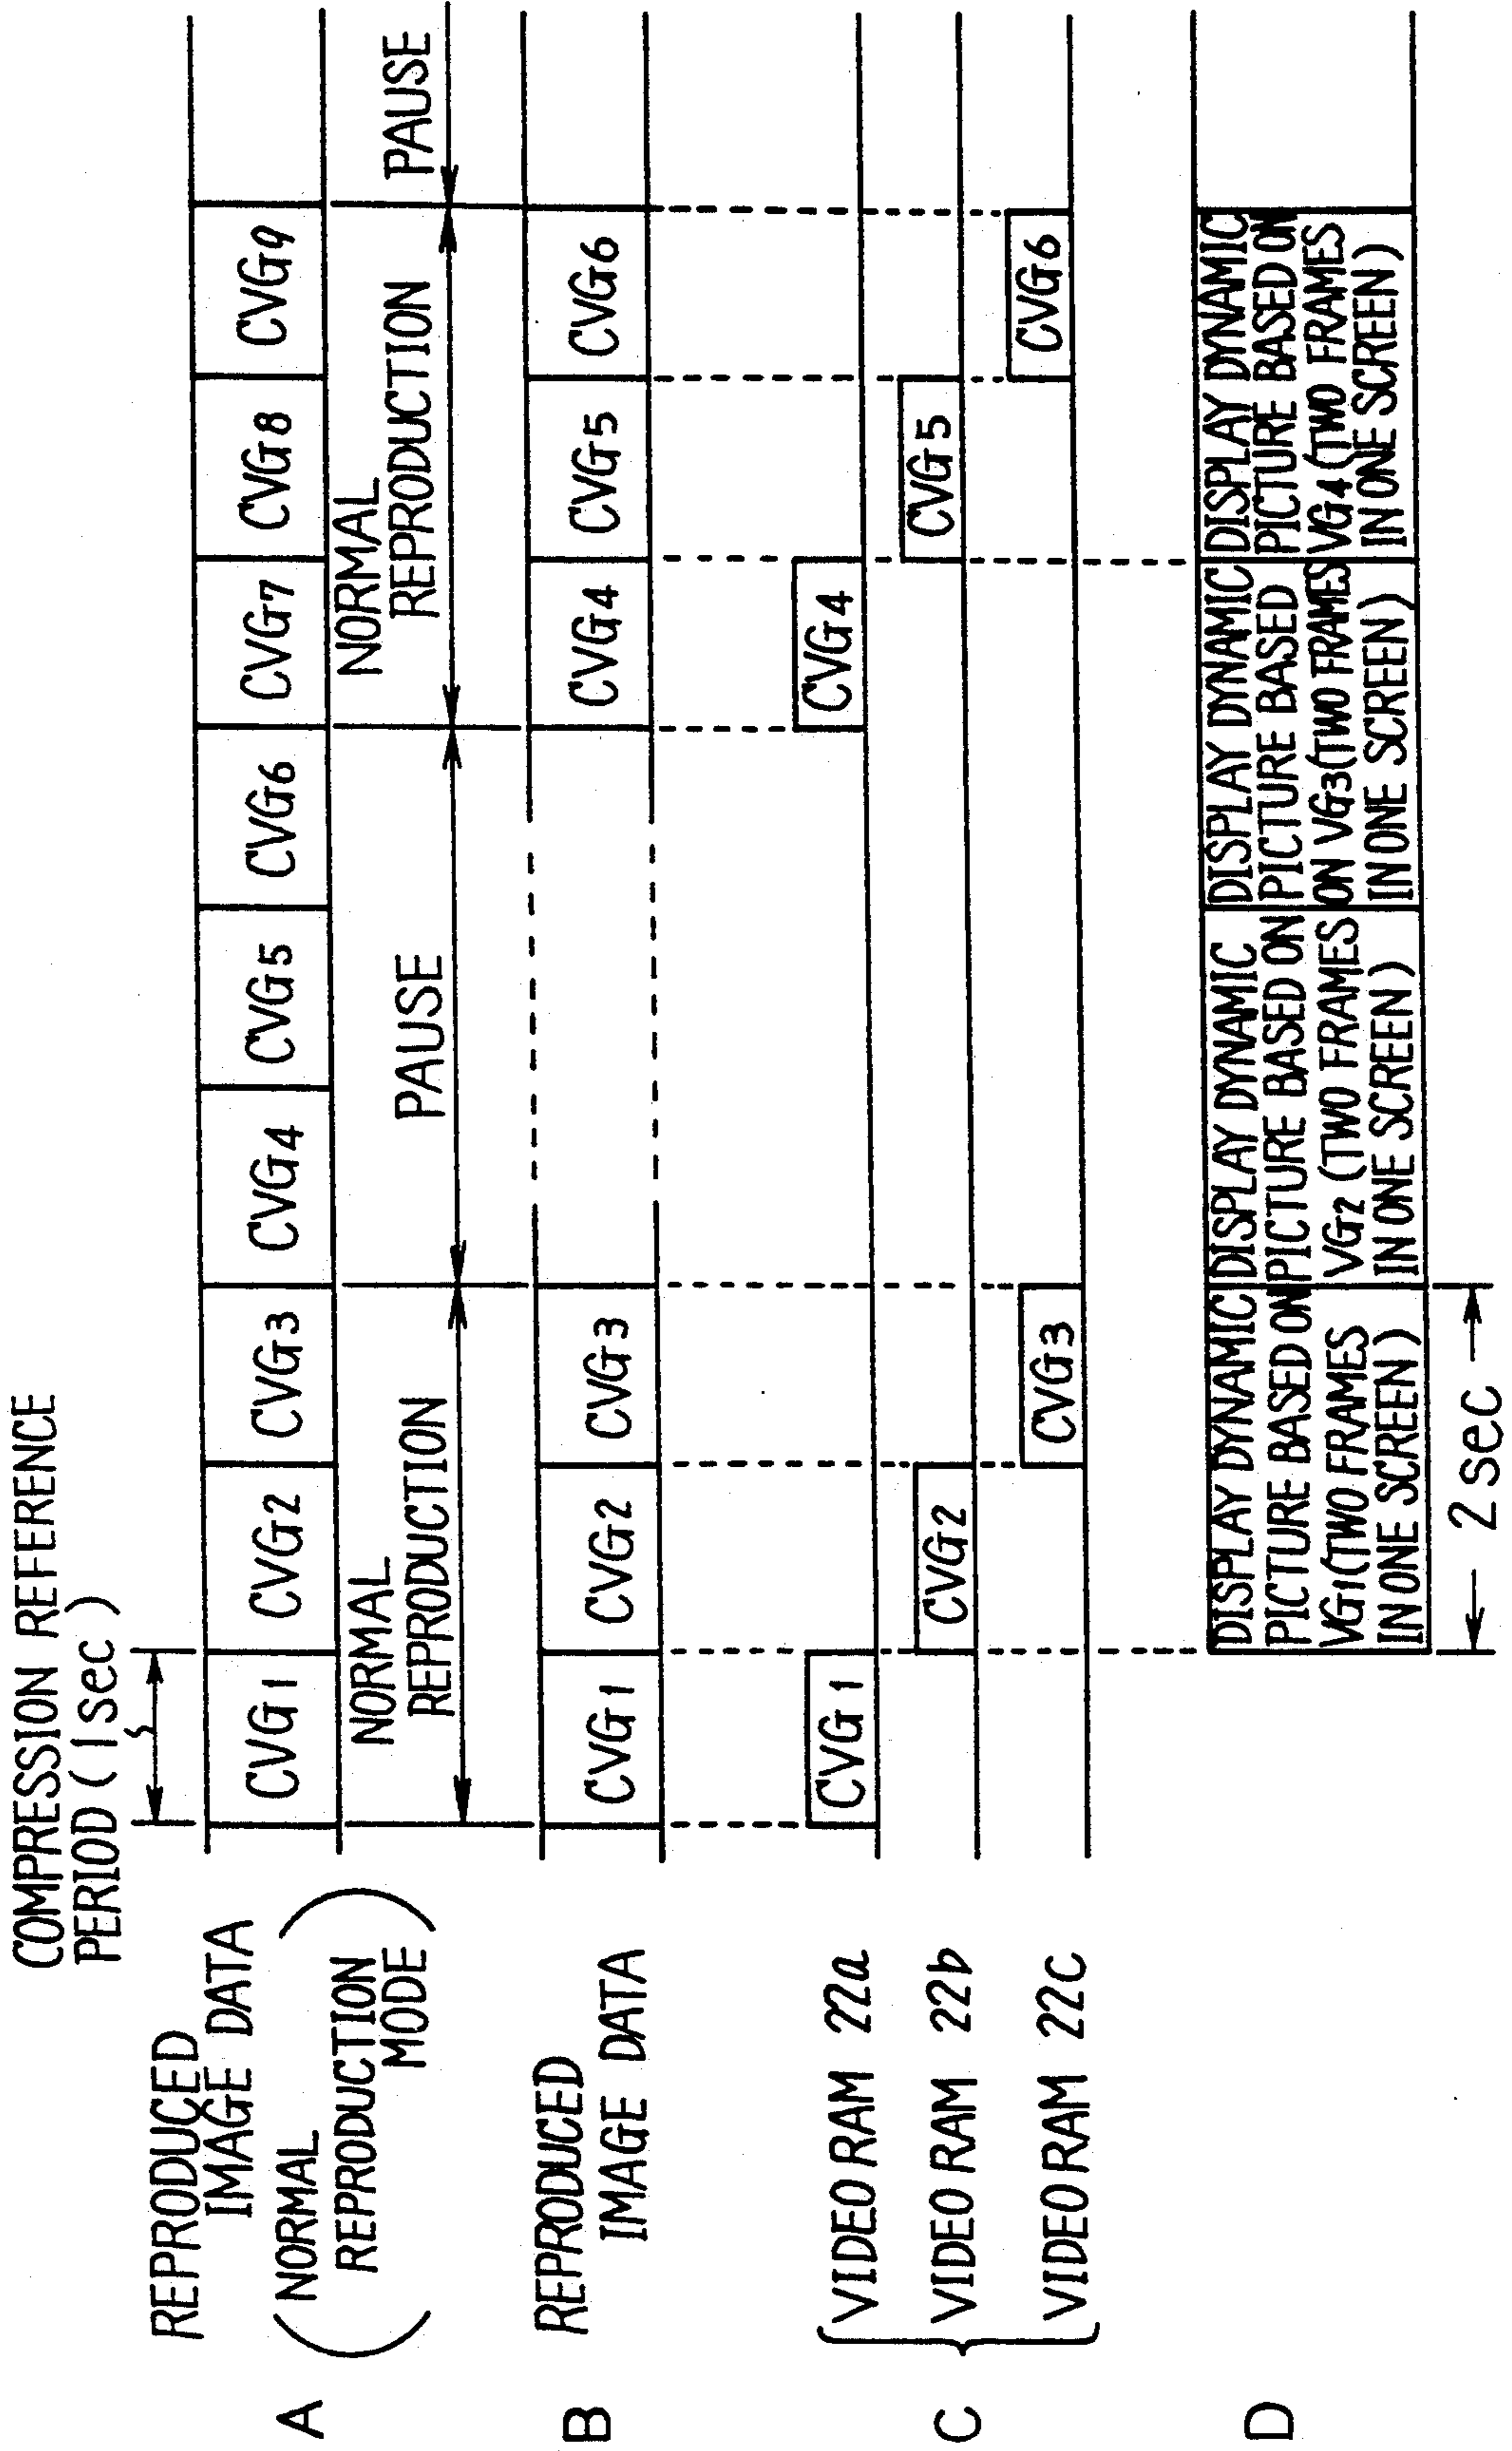 COMPRESSION REFERENCE
PERIOD (1sec)
A
REPRODUCED
IMAGE DATA
(NORMAL
REPRODUCTION
MODE)
CVG1
CVG2
CVG3
CVG4
CVG5
CVG6
CVG7
CVG8
CVG9
NORMAL
REPRODUCTION
PAUSE
NORMAL
REPRODUCTION
PAUSE
B
REPRODUCED
IMAGE DATA
CVG1
CVG2
CVG3
CVG4
CVG5
CVG6
C
VIDEO RAM 22a
CVG1
CVG4
VIDEO RAM 22b
CVG2
CVG5
VIDEO RAM 22c
CVG3
CVG6
D
DISPLAY DYNAMIC
PICTURE BASED ON
VG1(TWO FRAMES
IN ONE SCREEN)
DISPLAY DYNAMIC
PICTURE BASED ON
VG2 (TWO FRAMES
IN ONE SCREEN)
DISPLAY DYNAMIC
PICTURE BASED
ON VG3(TWO FRAMES
IN ONE SCREEN)
DISPLAY DYNAMIC
PICTURE BASED ON
VG4(TWO FRAMES
IN ONE SCREEN)
2sec